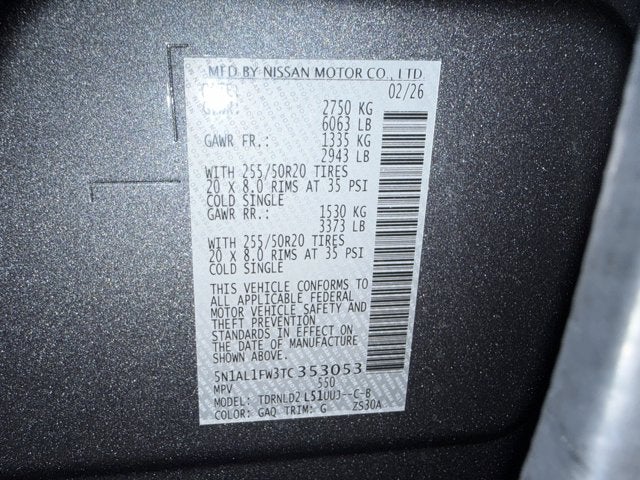 MFD BY NISSAN MOTOR CO., LTD.
DATE: 02/26
GVWR: 2750 KG
6063 LB
GAWR FR.: 1335 KG
2943 LB
WITH 255/50R20 TIRES
20 X 8.0 RIMS AT 35 PSI
COLD SINGLE
GAWR RR.: 1530 KG
3373 LB
WITH 255/50R20 TIRES
20 X 8.0 RIMS AT 35 PSI
COLD SINGLE
THIS VEHICLE CONFORMS TO
ALL APPLICABLE FEDERAL
MOTOR VEHICLE SAFETY AND
THEFT PREVENTION
STANDARDS IN EFFECT ON
THE DATE OF MANUFACTURE
SHOWN ABOVE.
5N1AL1FW3TC353053
MPV 550
MODEL: TDRNLD2 L51UUJ--C-B
COLOR: GAQ TRIM: G ZS30A